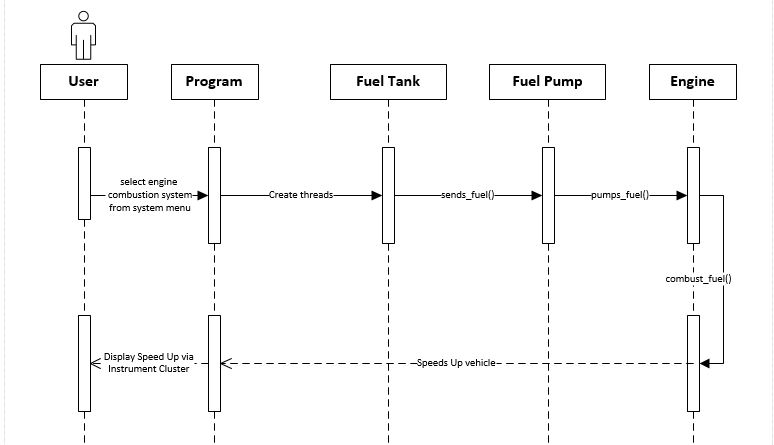 User
Program
Fuel Tank
Fuel Pump
Engine
select engine
combustion system
from system menu
Create threads
sends_fuel()
pumps_fuel()
combust_fuel()
Display Speed Up via
Instrument Cluster
Speeds Up vehicle